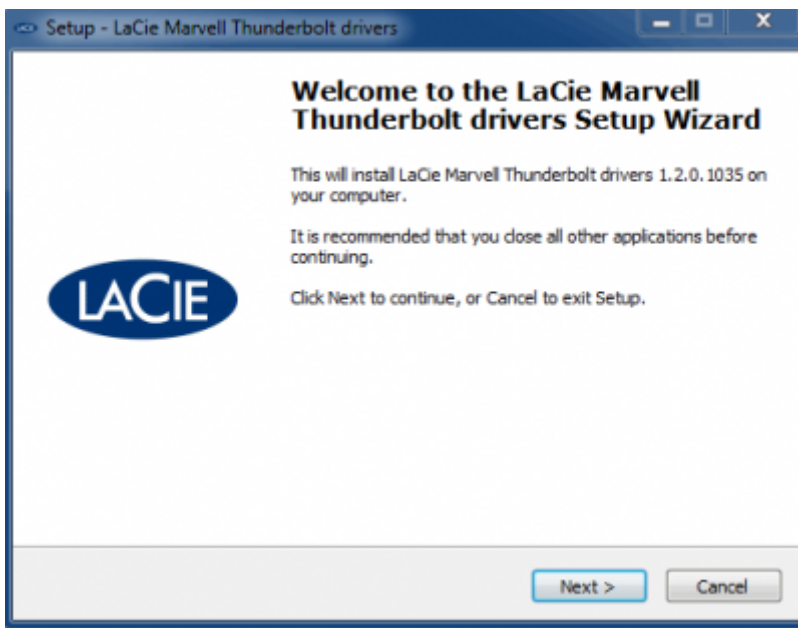 Setup - LaCie Marvell Thunderbolt drivers
Welcome to the LaCie Marvell
Thunderbolt drivers Setup Wizard
This will install LaCie Marvell Thunderbolt drivers 1.2.0.1035 on
your computer.
It is recommended that you close all other applications before
continuing.
LACIE
Click Next to continue, or Cancel to exit Setup.
Next >
Cancel